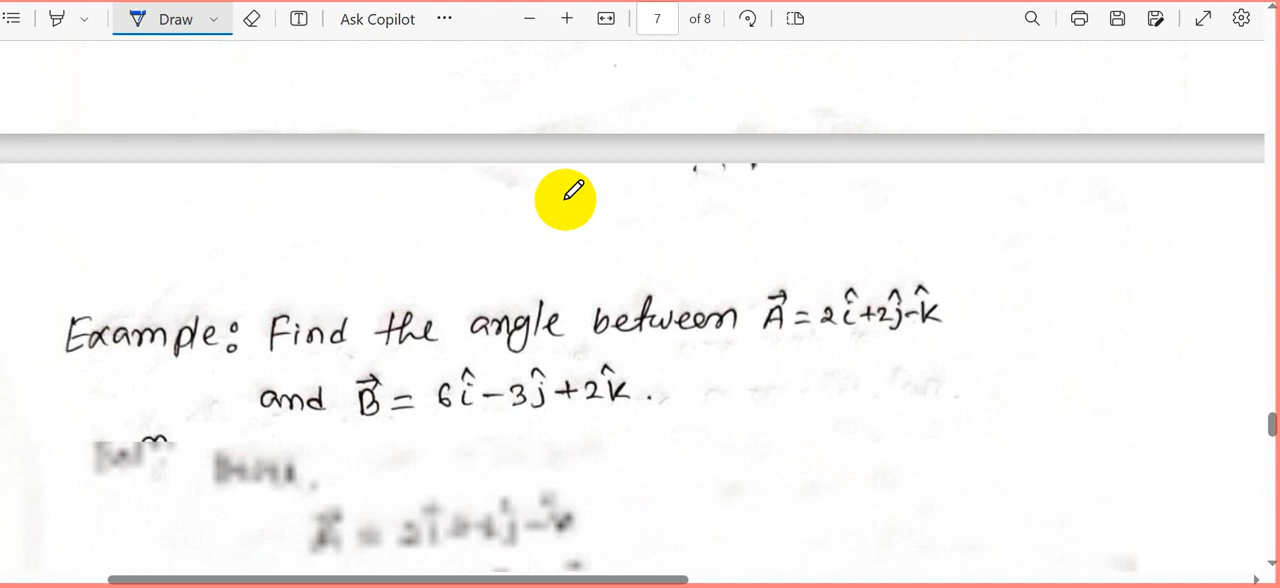 Draw Ask Copilot ... 7 of 8
Example: Find the angle between A⃗ = 2î+2ĵ-k̂
and B⃗ = 6î-3ĵ+2k̂.